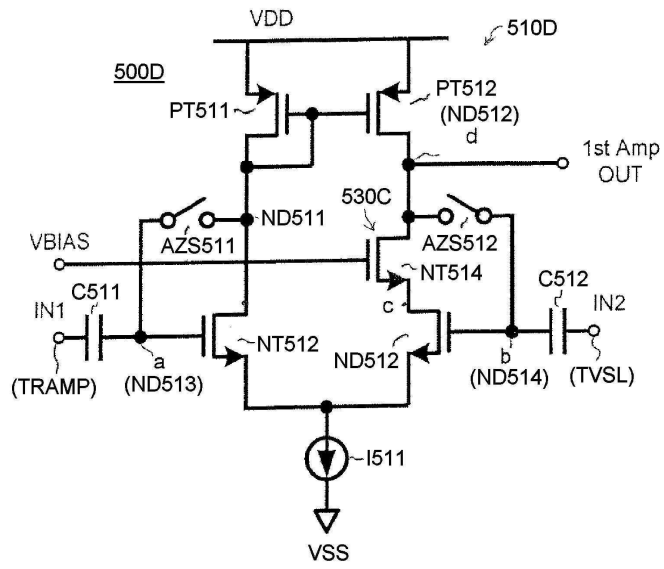 VDD
510D
500D
PT511
PT512
(ND512)
d
1st Amp
OUT
530C
ND511
AZS511
AZS512
VBIAS
NT514
C511
C512
IN1
IN2
c
NT512
ND512
a
b
(TRAMP)
(ND513)
(ND514)
(TVSL)
I511
VSS